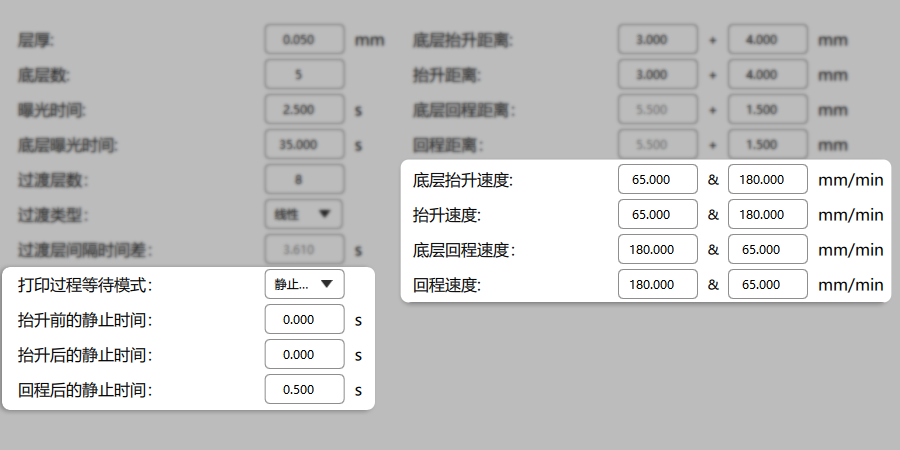 层厚: 0.050 mm
底层数: 5
曝光时间: 2.500 s
底层曝光时间: 35.000 s
过渡层数: 8
过渡类型: 线性
过渡层间隔时间差: 3.610 s
打印过程等待模式: 静止...
抬升前的静止时间: 0.000 s
抬升后的静止时间: 0.000 s
回程后的静止时间: 0.500 s
底层抬升距离: 3.000 + 4.000 mm
抬升距离: 3.000 + 4.000 mm
底层回程距离: 5.500 + 1.500 mm
回程距离: 5.500 + 1.500 mm
底层抬升速度: 65.000 & 180.000 mm/min
抬升速度: 65.000 & 180.000 mm/min
底层回程速度: 180.000 & 65.000 mm/min
回程速度: 180.000 & 65.000 mm/min